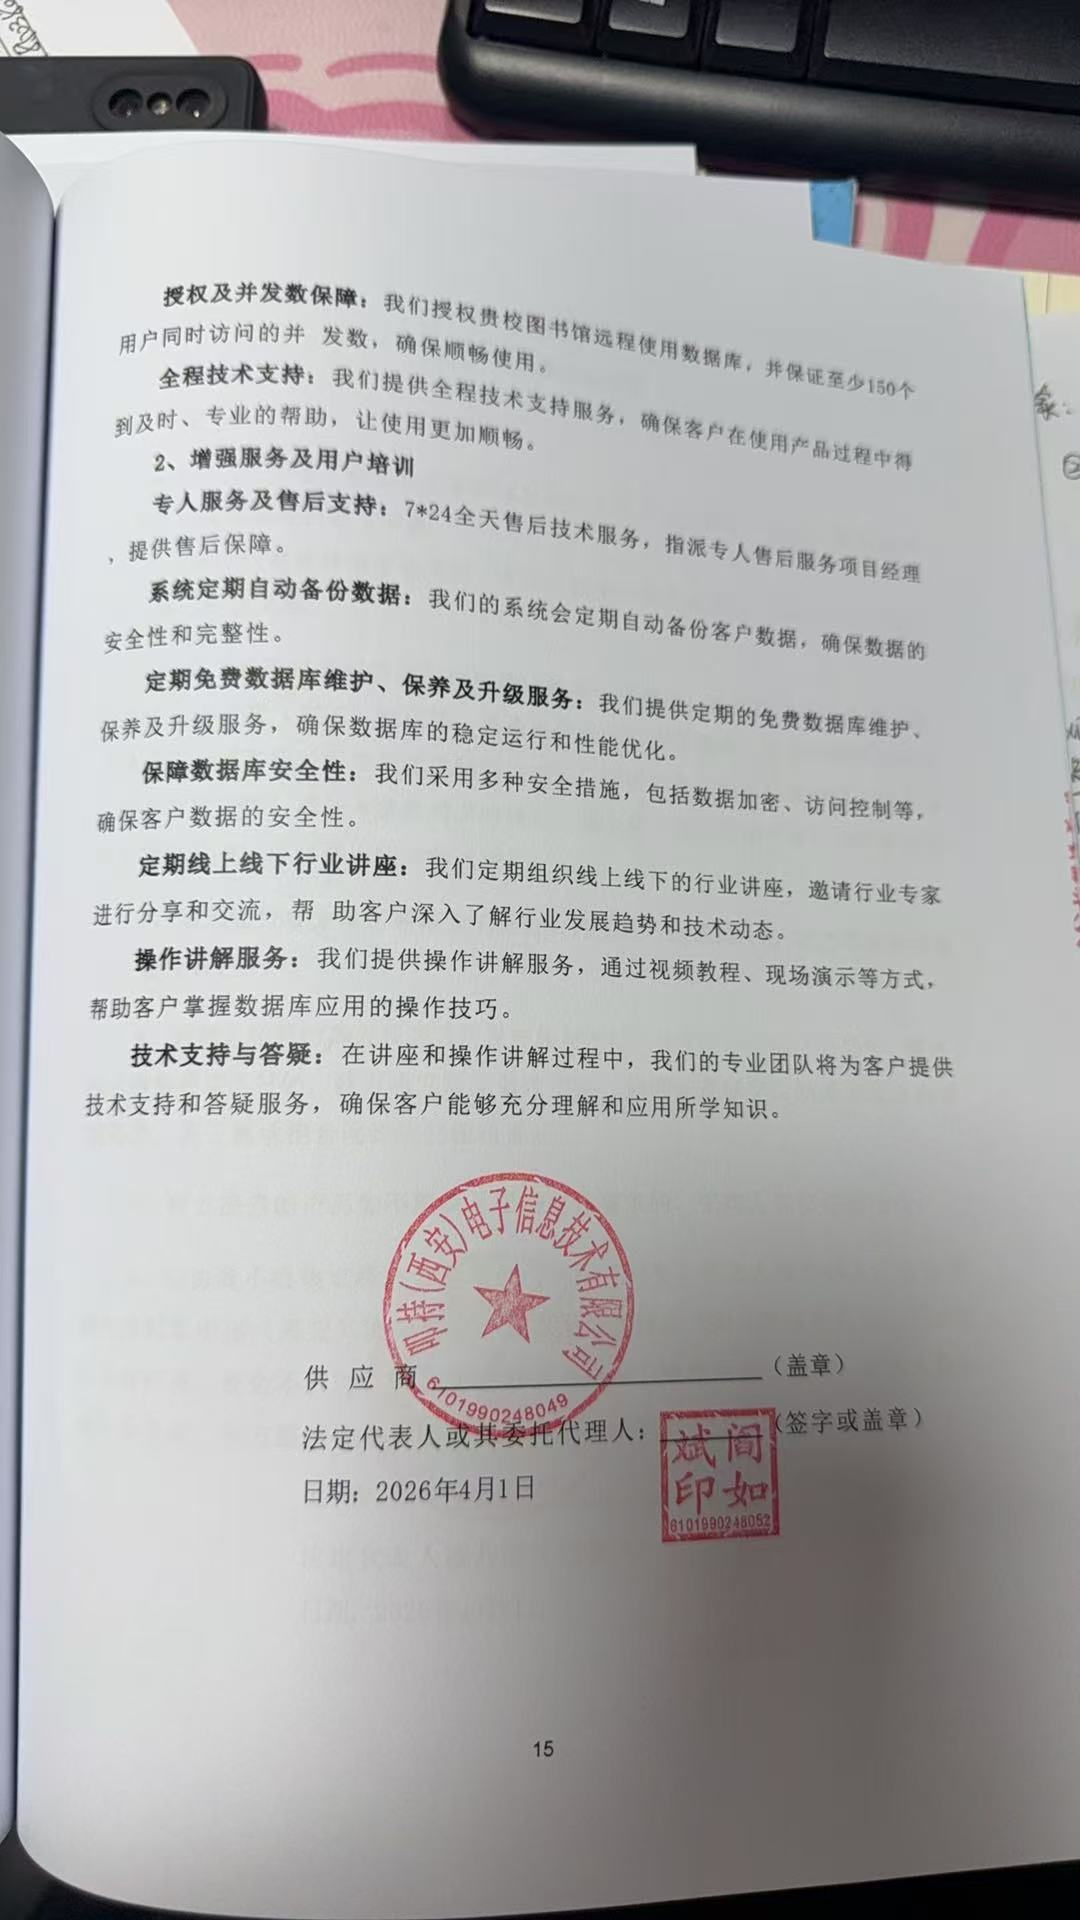 授权及并发数保障：我们授权贵校图书馆远程使用数据库，并保证至少150个
用户同时访问的并 发数，确保顺畅使用。
全程技术支持：我们提供全程技术支持服务，确保客户在使用产品过程中得
到及时、专业的帮助，让使用更加顺畅。
2、增强服务及用户培训
专人服务及售后支持：7*24全天售后技术服务，指派专人售后服务项目经理
，提供售后保障。
系统定期自动备份数据：我们的系统会定期自动备份客户数据，确保数据的
安全性和完整性。
定期免费数据库维护、保养及升级服务：我们提供定期的免费数据库维护、
保养及升级服务，确保数据库的稳定运行和性能优化。
保障数据库安全性：我们采用多种安全措施，包括数据加密、访问控制等，
确保客户数据的安全性。
定期线上线下行业讲座：我们定期组织线上线下的行业讲座，邀请行业专家
进行分享和交流，帮 助客户深入了解行业发展趋势和技术动态。
操作讲解服务：我们提供操作讲解服务，通过视频教程、现场演示等方式，
帮助客户掌握数据库应用的操作技巧。
技术支持与答疑：在讲座和操作讲解过程中，我们的专业团队将为客户提供
技术支持和答疑服务，确保客户能够充分理解和应用所学知识。
持(西安)电子信息技术有限公司
6101990248049
供 应 商（盖章）
法定代表人或其委托代理人：（签字或盖章）
阎如斌印
6101990248052
日期：2026年4月1日
15